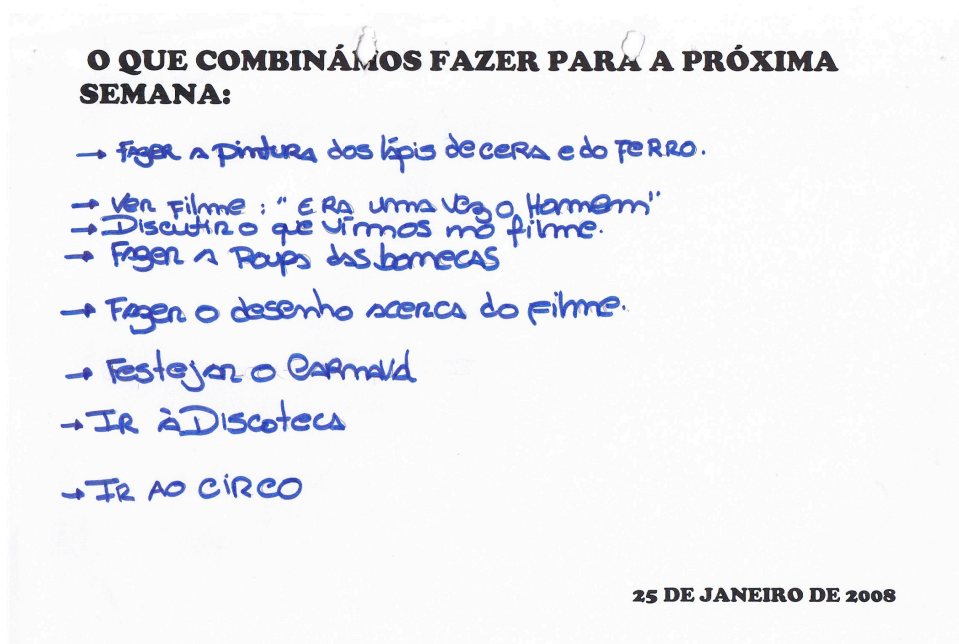 O QUE COMBINÁMOS FAZER PARA A PRÓXIMA
SEMANA:
→ Fazer a pintura dos lápis de cera e do ferro.
→ Ver filme : "Era uma vez o Homem"
→ Discutir o que virmos no filme.
→ Fazer a Roupa das bonecas
→ Fazer o desenho acerca do filme.
→ Festejar o Carnaval
→ Ir à Discoteca
→ Ir ao circo
25 DE JANEIRO DE 2008